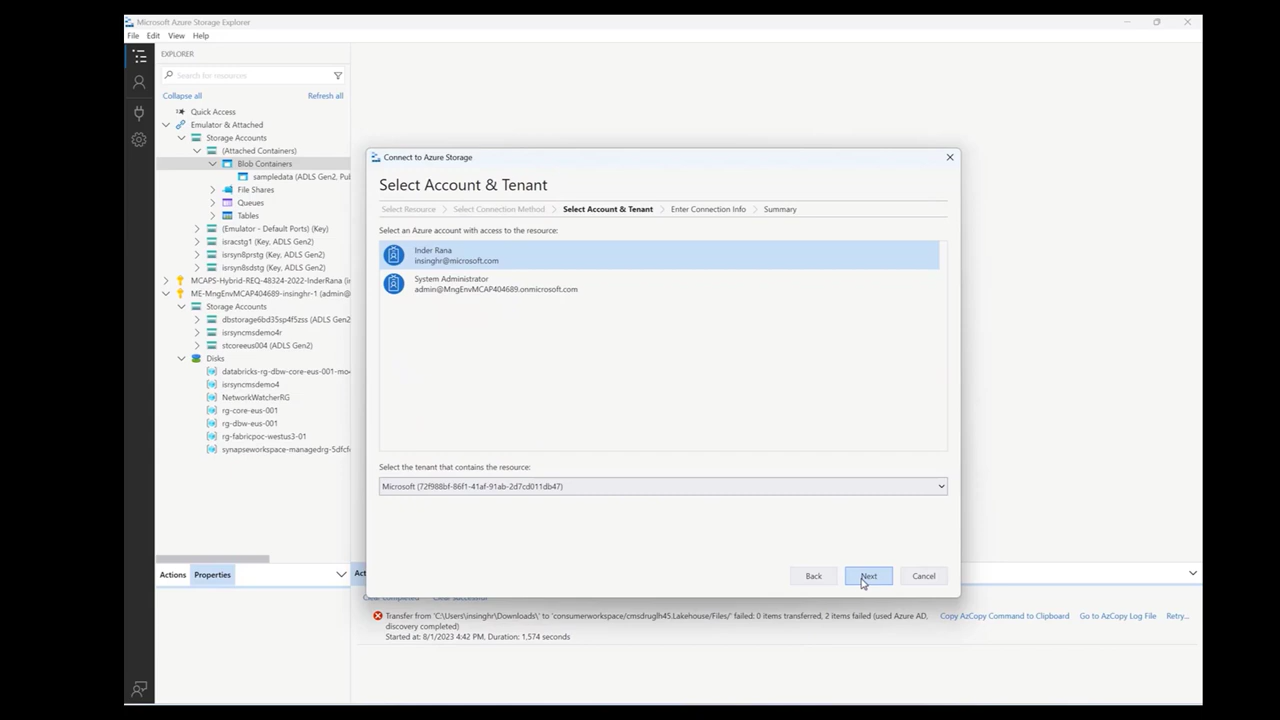 Microsoft Azure Storage Explorer
File Edit View Help
EXPLORER
Search for resources
Collapse all Refresh all
Quick Access
Emulator & Attached
Storage Accounts
(Attached Containers)
Blob Containers
sampledata (ADLS Gen2, Pul
File Shares
Queues
Tables
(Emulator - Default Ports) (Key)
isracstg1 (Key, ADLS Gen2)
isrsyn8prstg (Key, ADLS Gen2)
isrsyn8sdstg (Key, ADLS Gen2)
MCAPS-Hybrid-REQ-48324-2022-InderRana (i
ME-MngEnvMCAP404689-insinghr-1 (admin@
Storage Accounts
dbstorage6bd35sp4f5zss (ADLS Gen2
isrsyncmsdemo4r
stcoreeus004 (ADLS Gen2)
Disks
databricks-rg-dbw-core-eus-001-mo
isrsyncmsdemo4
NetworkWatcherRG
rg-core-eus-001
rg-dbw-eus-001
rg-fabricpoc-westus3-01
synapseworkspace-managedrg-5dfcf
Actions Properties
Connect to Azure Storage
Select Account & Tenant
Select Resource Select Connection Method Select Account & Tenant Enter Connection Info Summary
Select an Azure account with access to the resource:
Inder Rana
insinghr@microsoft.com
System Administrator
admin@MngEnvMCAP404689.onmicrosoft.com
Select the tenant that contains the resource:
Microsoft (72f988bf-86f1-41af-91ab-2d7cd011db47)
Back Next Cancel
Act
Clear completed Clear successful
Transfer from 'C:\Users\insinghr\Downloads\' to 'consumerworkspace/cmsdruglh45.Lakehouse/Files/' failed: 0 items transferred, 2 items failed (used Azure AD, discovery completed)
Started at: 8/1/2023 4:42 PM, Duration: 1,574 seconds
Copy AzCopy Command to Clipboard Go to AzCopy Log File Retry...